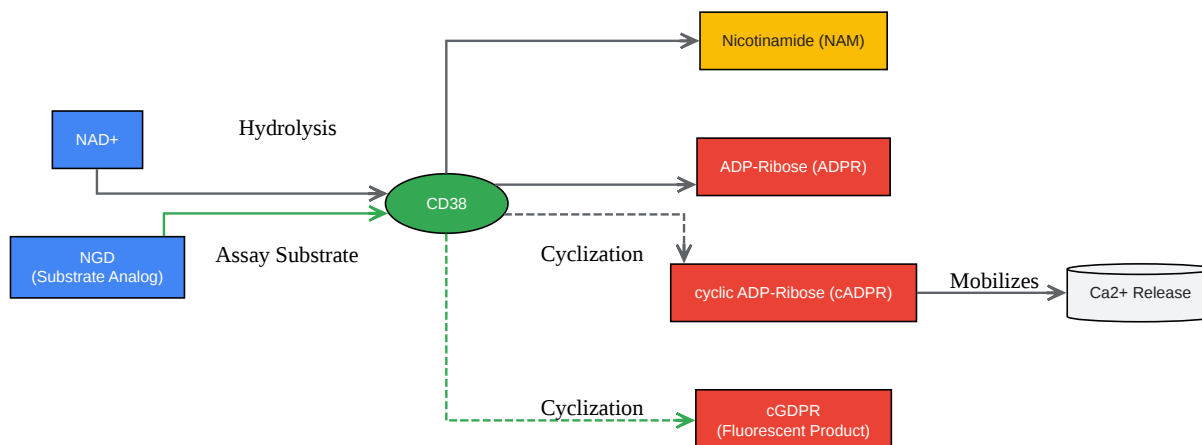 Nicotinamide (NAM)
Hydrolysis
NAD+
ADP-Ribose (ADPR)
CD38
NGD
(Substrate Analog)
Assay Substrate
Cyclization
cyclic ADP-Ribose (cADPR)
Mobilizes
Ca2+ Release
Cyclization
cGDPR
(Fluorescent Product)